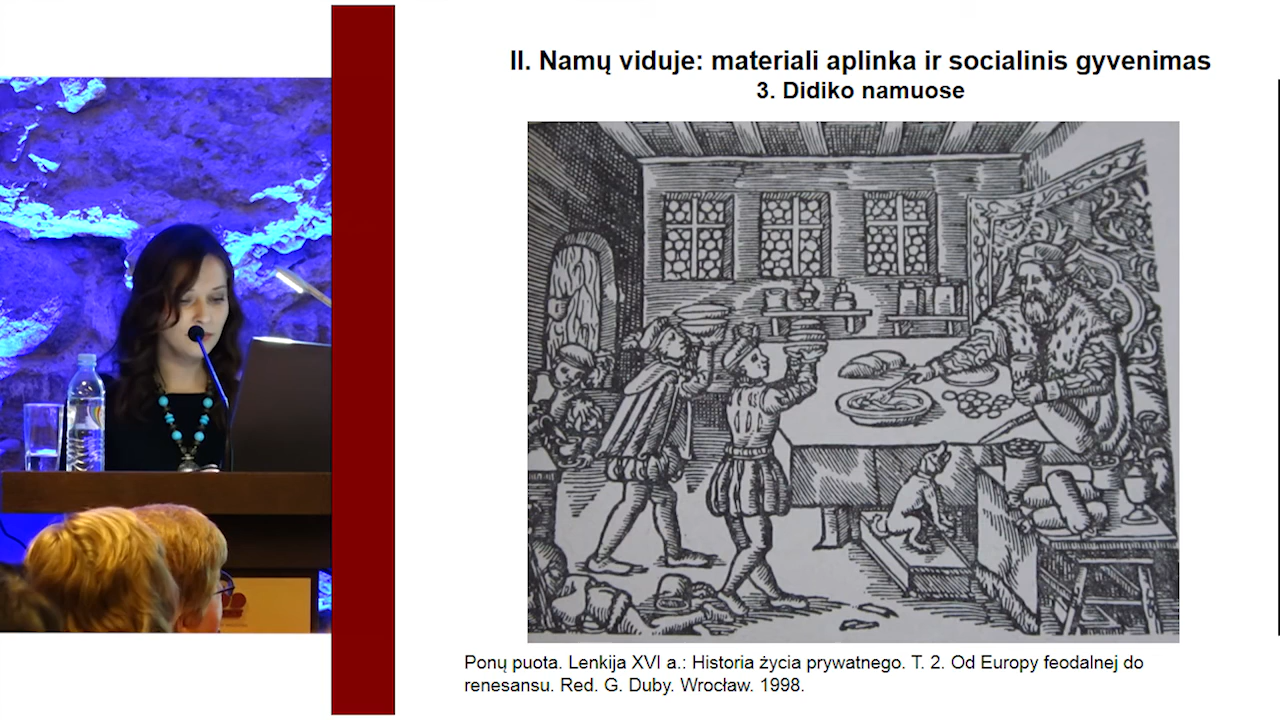 II. Namų viduje: materiali aplinka ir socialinis gyvenimas
3. Didiko namuose
Ponų puota. Lenkija XVI a.: Historia życia prywatnego. T. 2. Od Europy feodalnej do
renesansu. Red. G. Duby. Wrocław. 1998.